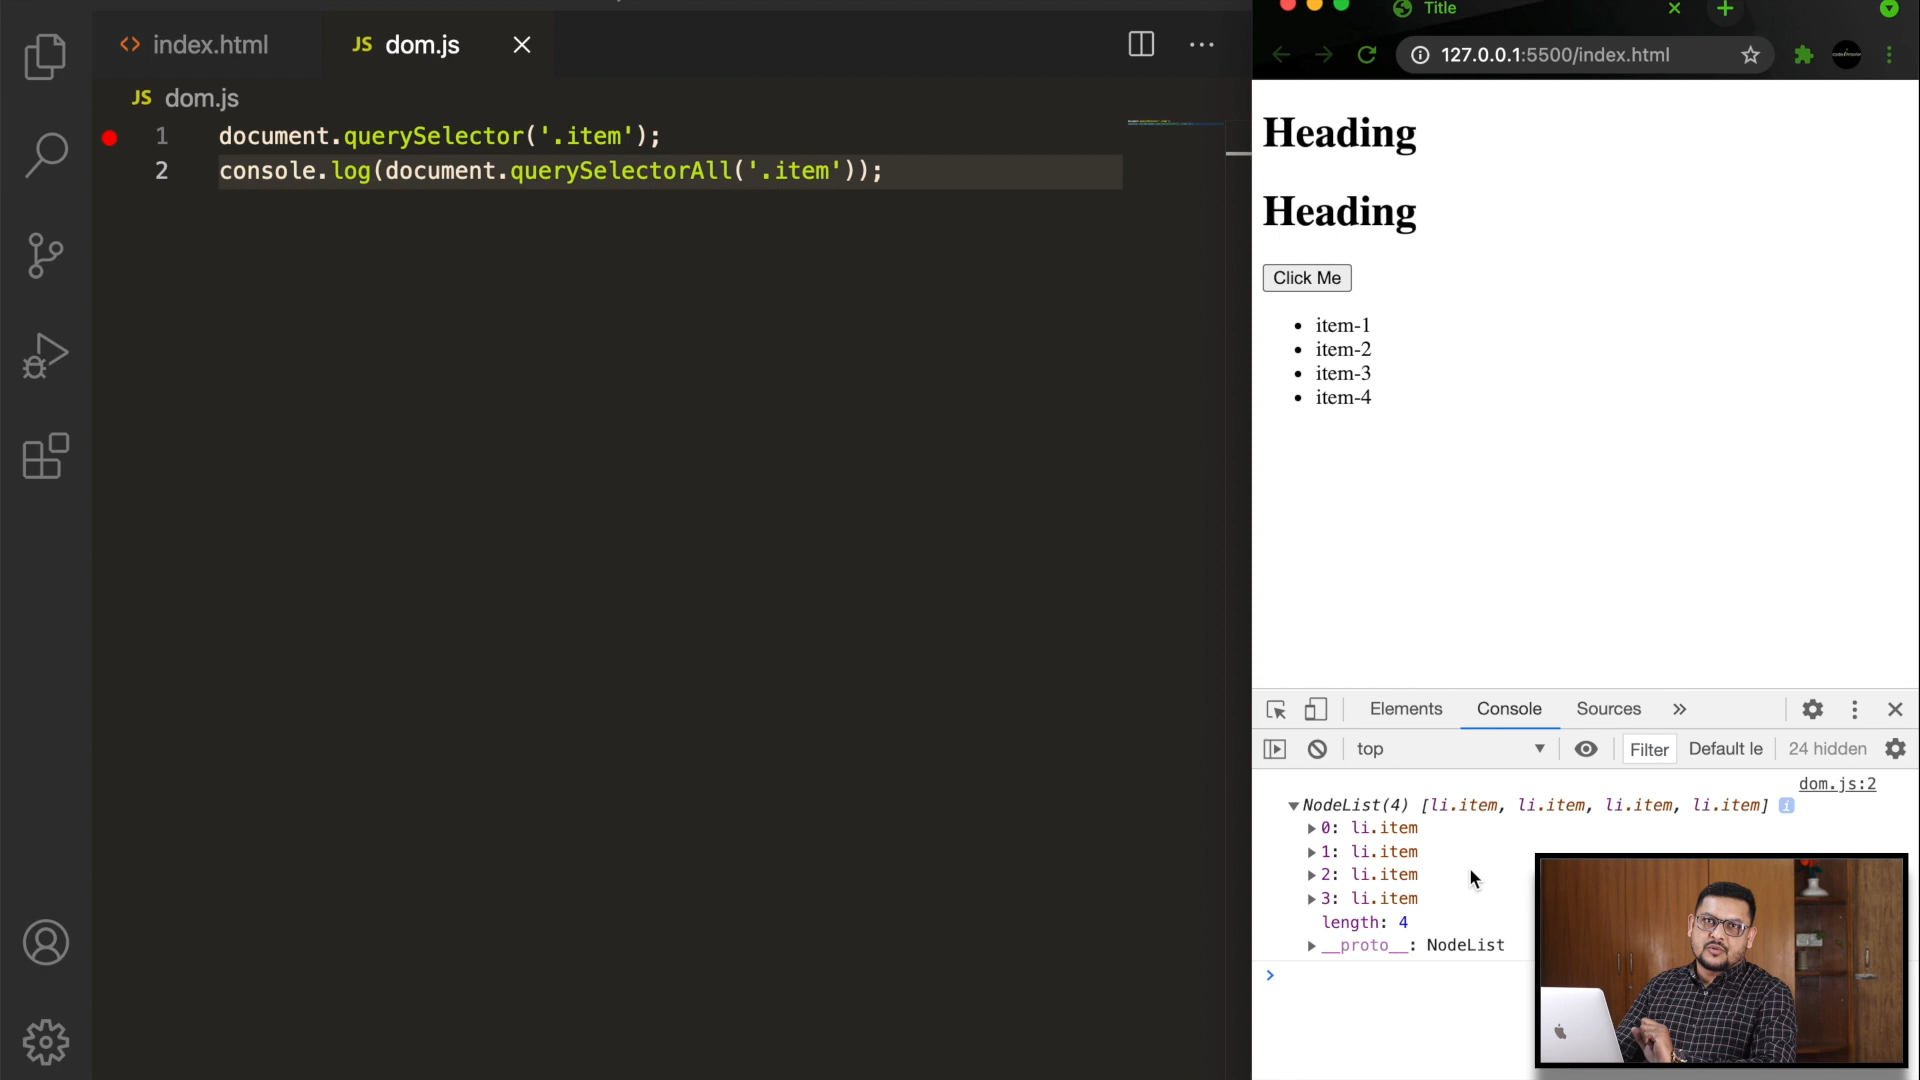 <> index.html
JS dom.js
JS dom.js
1 document.querySelector('.item');
2 console.log(document.querySelectorAll('.item'));
Title
127.0.0.1:5500/index.html
Heading
Heading
Click Me
• item-1
• item-2
• item-3
• item-4
Elements Console Sources »
top Filter Default le 24 hidden
dom.js:2
NodeList(4) [li.item, li.item, li.item, li.item]
0: li.item
1: li.item
2: li.item
3: li.item
length: 4
__proto__: NodeList
>